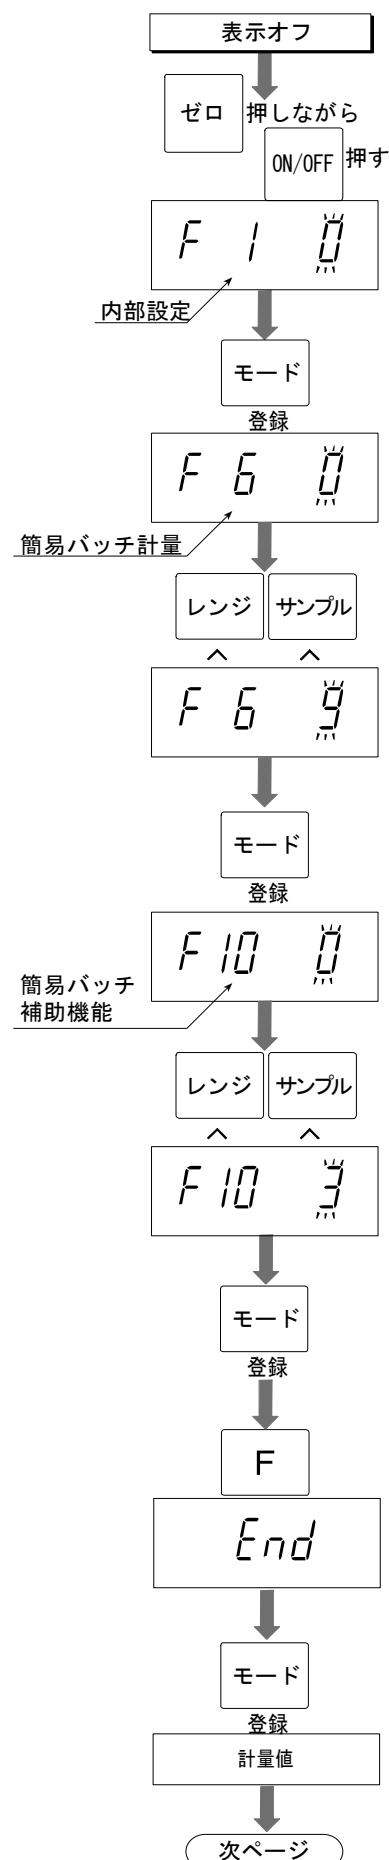 表示オフ
ゼロ 押しながら
ON/OFF 押す
F 1 0
内部設定
モード
登録
F 6 0
簡易バッチ計量
レンジ サンプル
F 6 9
モード
登録
F10 0
簡易バッチ
補助機能
レンジ サンプル
F10 3
モード
登録
F
End
モード
登録
計量値
次ページ